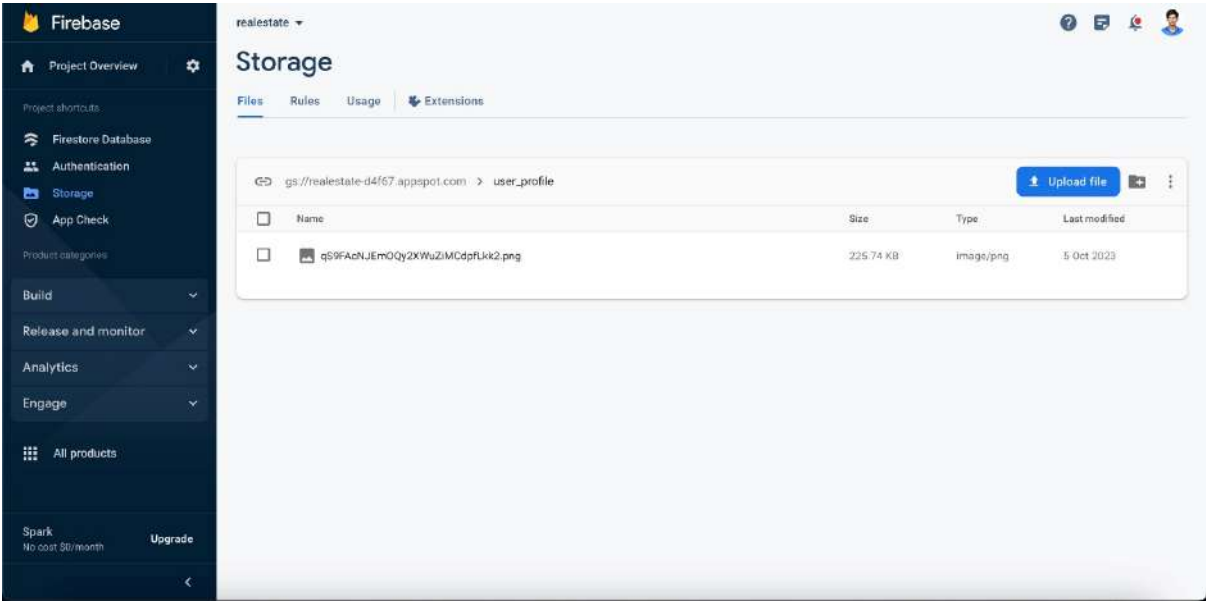 Firebase
Project Overview
Project shortcuts
Firestore Database
Authentication
Storage
App Check
Product categories
Build
Release and monitor
Analytics
Engage
All products
Spark
No cost $0/month
Upgrade
realestate
Storage
Files Rules Usage Extensions
gs://realestate-d4f67.appspot.com > user_profile
Upload file
Name Size Type Last modified
225.74 KB image/png 5 Oct 2023